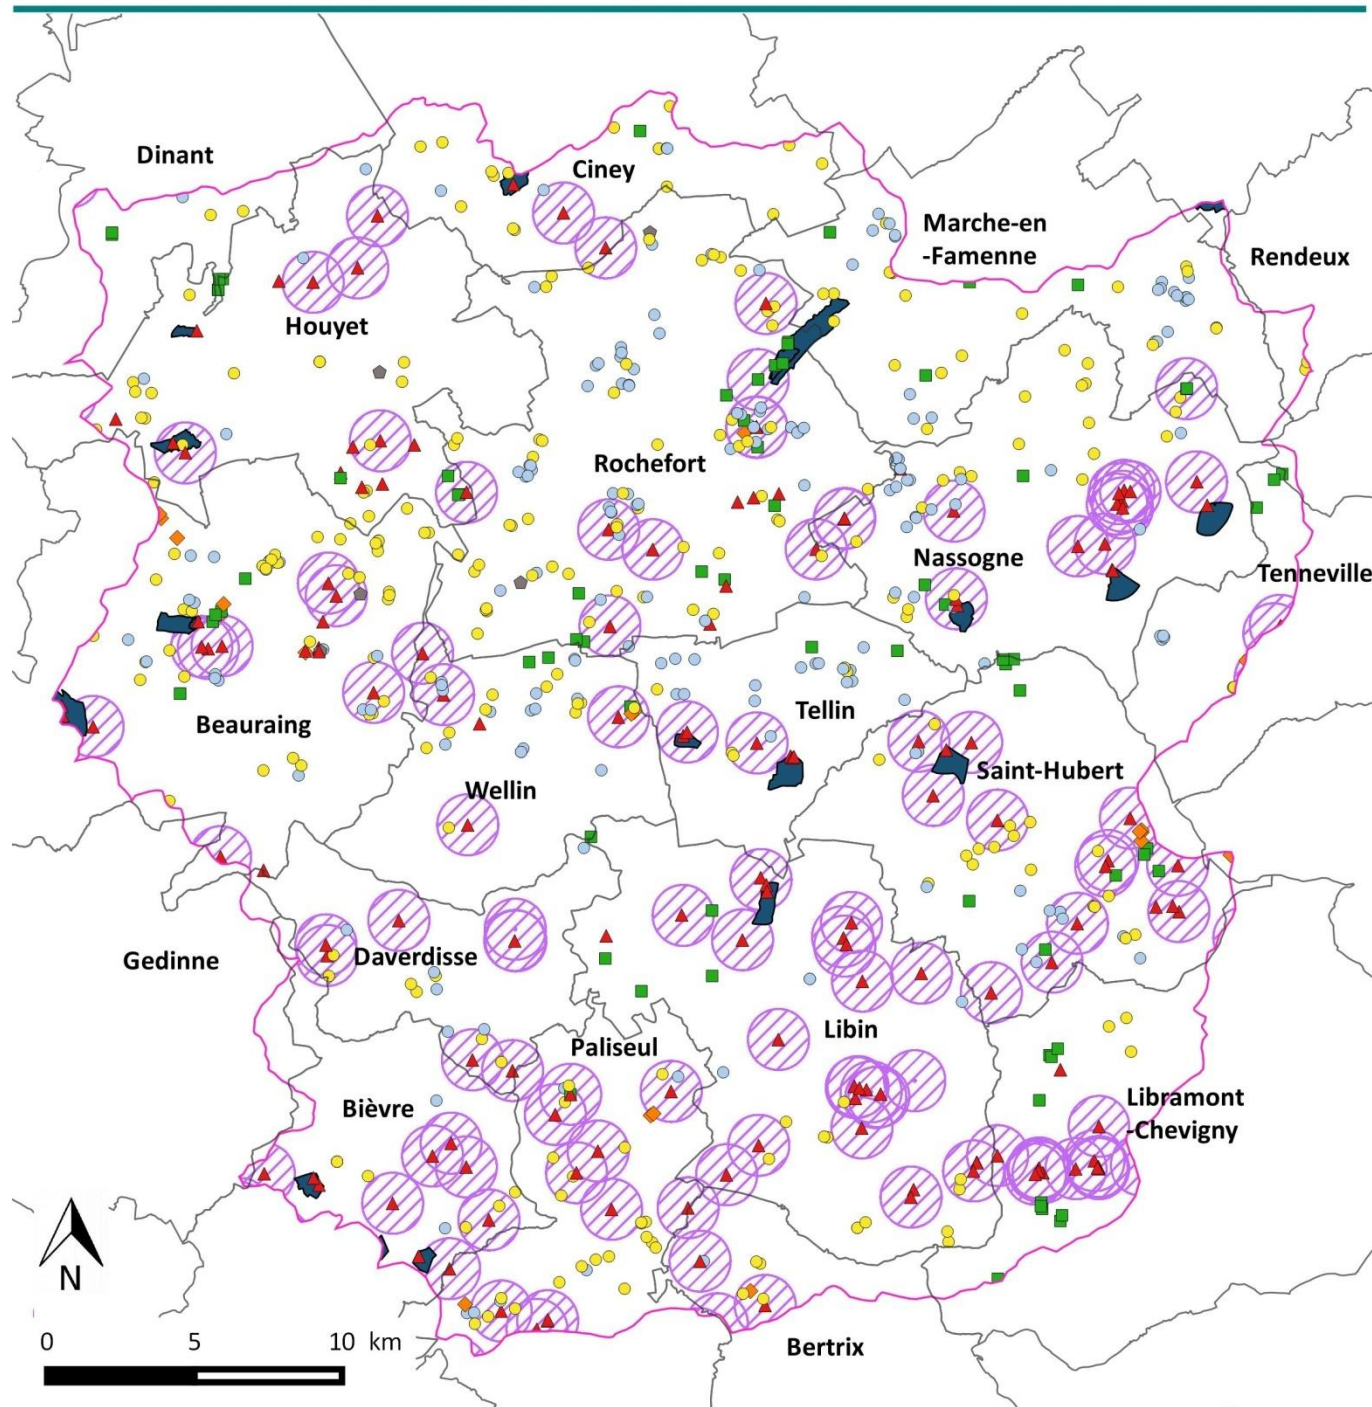 Dinant
Ciney
Marche-en
-Famenne
Rendeux
Houyet
Rochefort
Nassogne
Tenneville
Beauraing
Tellin
Wellin
Saint-Hubert
Gedinne
Daverdisse
Libin
Paliseul
Bièvre
Libramont
-Chevigny
N
0 5 10 km
Bertrix